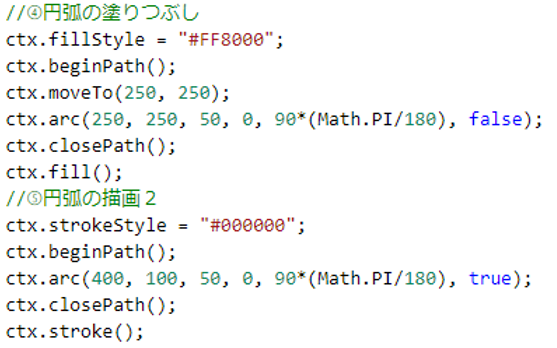 //④円弧の塗りつぶし
ctx.fillStyle = "#FF8000";
ctx.beginPath();
ctx.moveTo(250, 250);
ctx.arc(250, 250, 50, 0, 90*(Math.PI/180), false);
ctx.closePath();
ctx.fill();
//⑤円弧の描画２
ctx.strokeStyle = "#000000";
ctx.beginPath();
ctx.arc(400, 100, 50, 0, 90*(Math.PI/180), true);
ctx.closePath();
ctx.stroke();